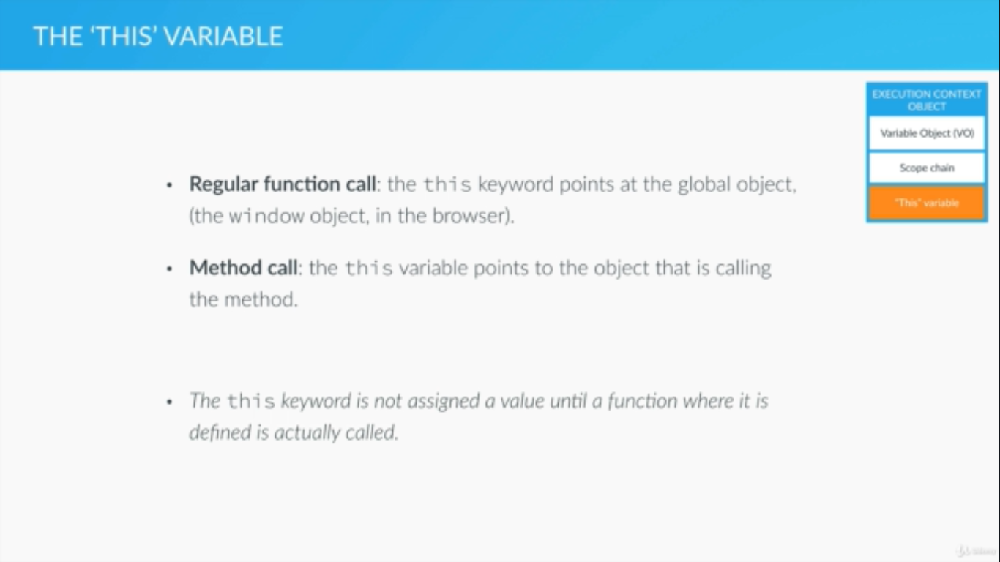 THE ‘THIS’ VARIABLE
EXECUTION CONTEXT
OBJECT
Variable Object (VO)
Scope chain
“This” variable
• Regular function call: the this keyword points at the global object,
(the window object, in the browser).
• Method call: the this variable points to the object that is calling
the method.
• The this keyword is not assigned a value until a function where it is
defined is actually called.
Udemy